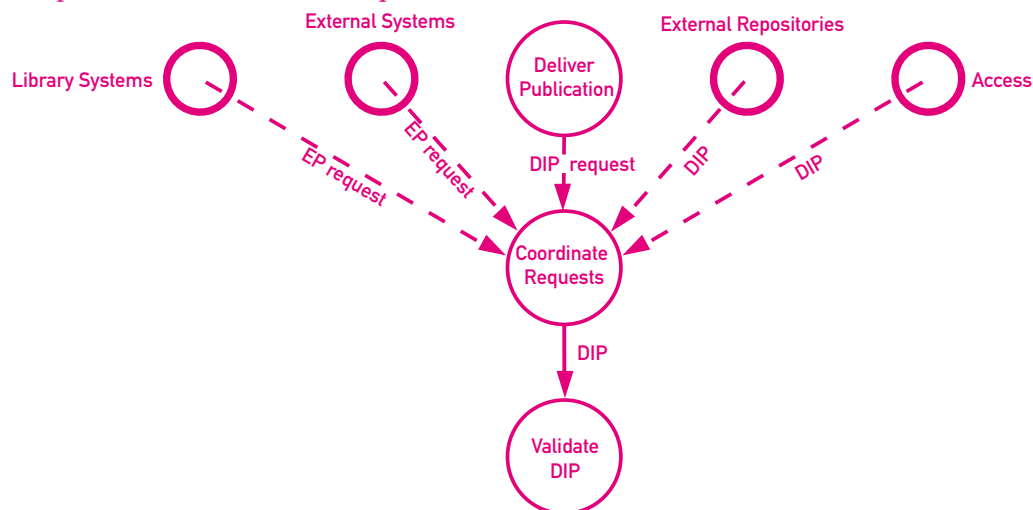 External Systems
External Repositories
Library Systems
Deliver
Publication
Access
EP request
EP request
DIP request
DIP
DIP
Coordinate
Requests
DIP
Validate
DIP